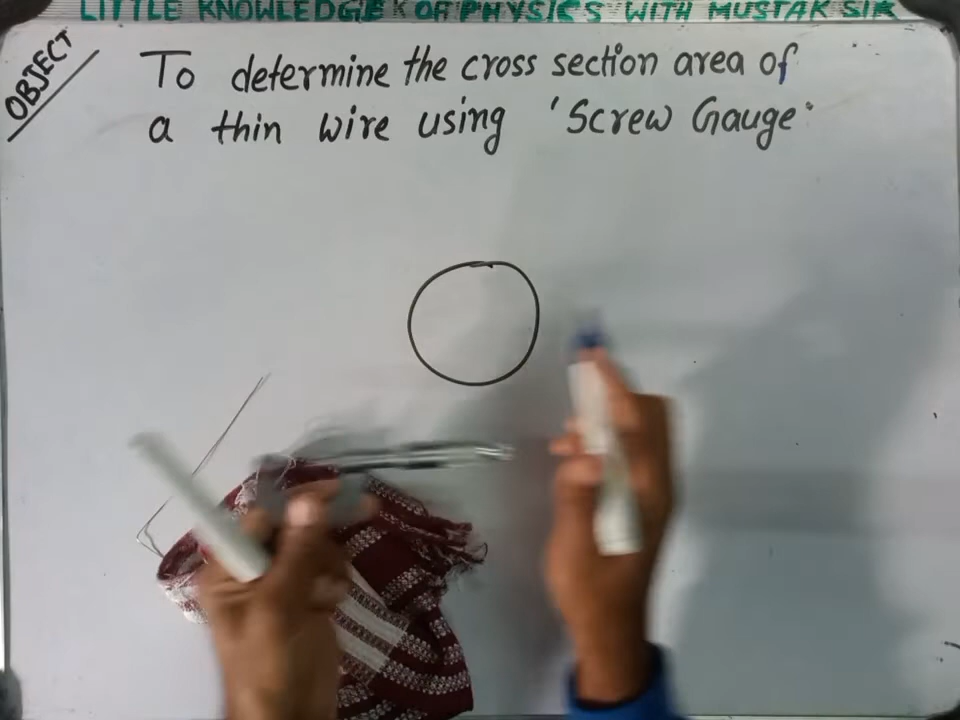 LITTLE KNOWLEDGE OF PHYSICS WITH MUSTAK SIR
OBJECT
To determine the cross section area of
a thin wire using 'Screw Gauge'